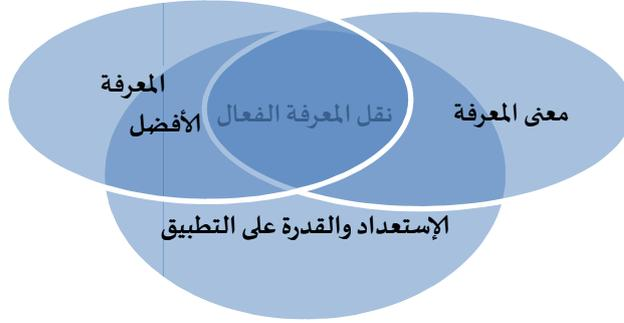 المعرفة
الأفضل
نقل المعرفة الفعال
معنى المعرفة
الإستعداد والقدرة على التطبيق